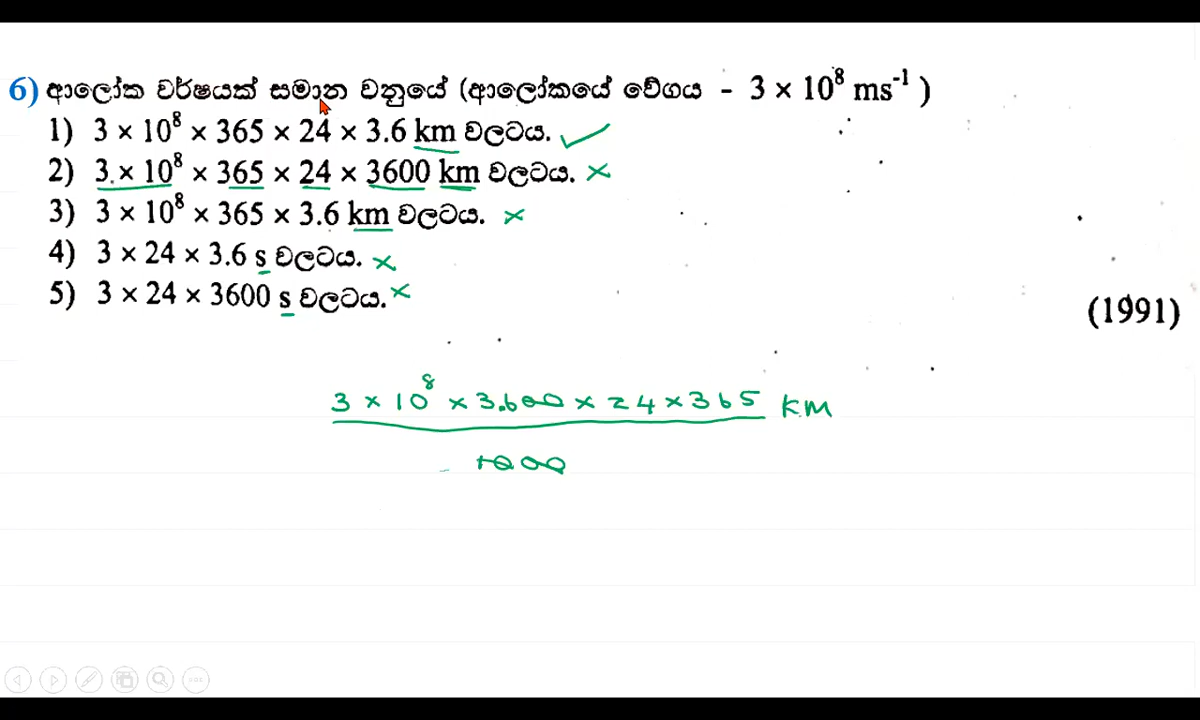 6) ආලෝක වර්ෂයක් සමාන වනුයේ (ආලෝකයේ වේගය - 3 × 10⁸ ms⁻¹ )
1) 3 × 10⁸ × 365 × 24 × 3.6 km වලටය.
2) 3 × 10⁸ × 365 × 24 × 3600 km වලටය.
3) 3 × 10⁸ × 365 × 3.6 km වලටය.
4) 3 × 24 × 3.6 s වලටය.
5) 3 × 24 × 3600 s වලටය.
(1991)
3 × 10⁸ × 3.600 × 24 × 365 KM
1000